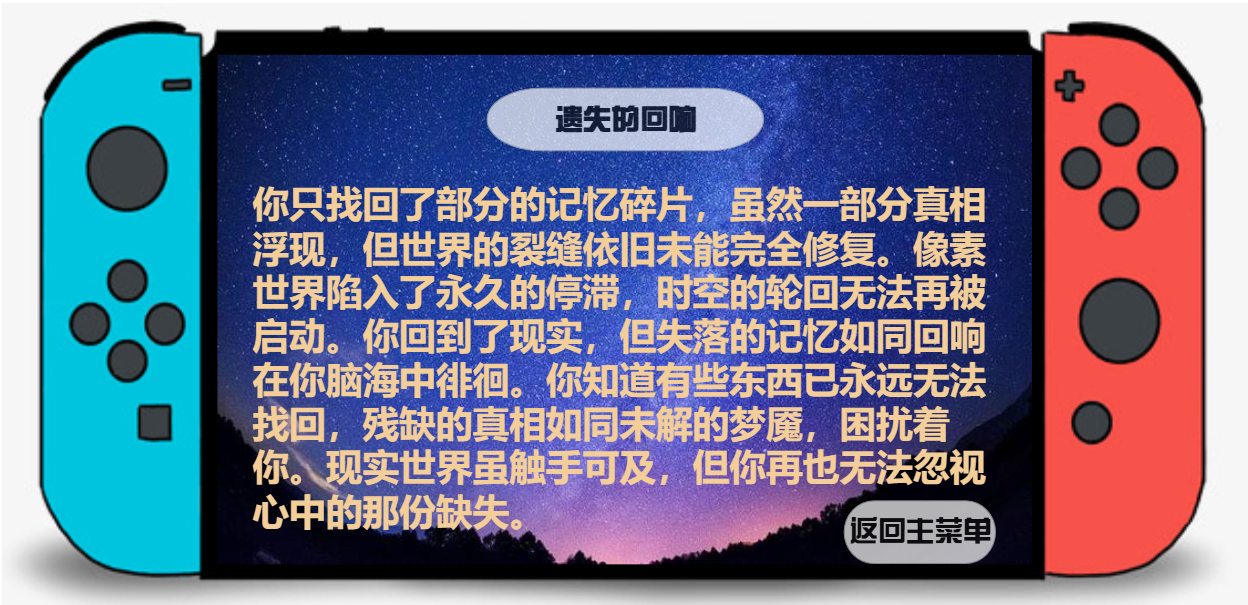 遗失的回响
你只找回了部分的记忆碎片，虽然一部分真相
浮现，但世界的裂缝依旧未能完全修复。像素
世界陷入了永久的停滞，时空的轮回无法再被
启动。你回到了现实，但失落的记忆如同回响
在你脑海中徘徊。你知道有些东西已永远无法
找回，残缺的真相如同未解的梦魇，困扰着
你。现实世界虽触手可及，但你再也无法忽视
心中的那份缺失。
返回主菜单